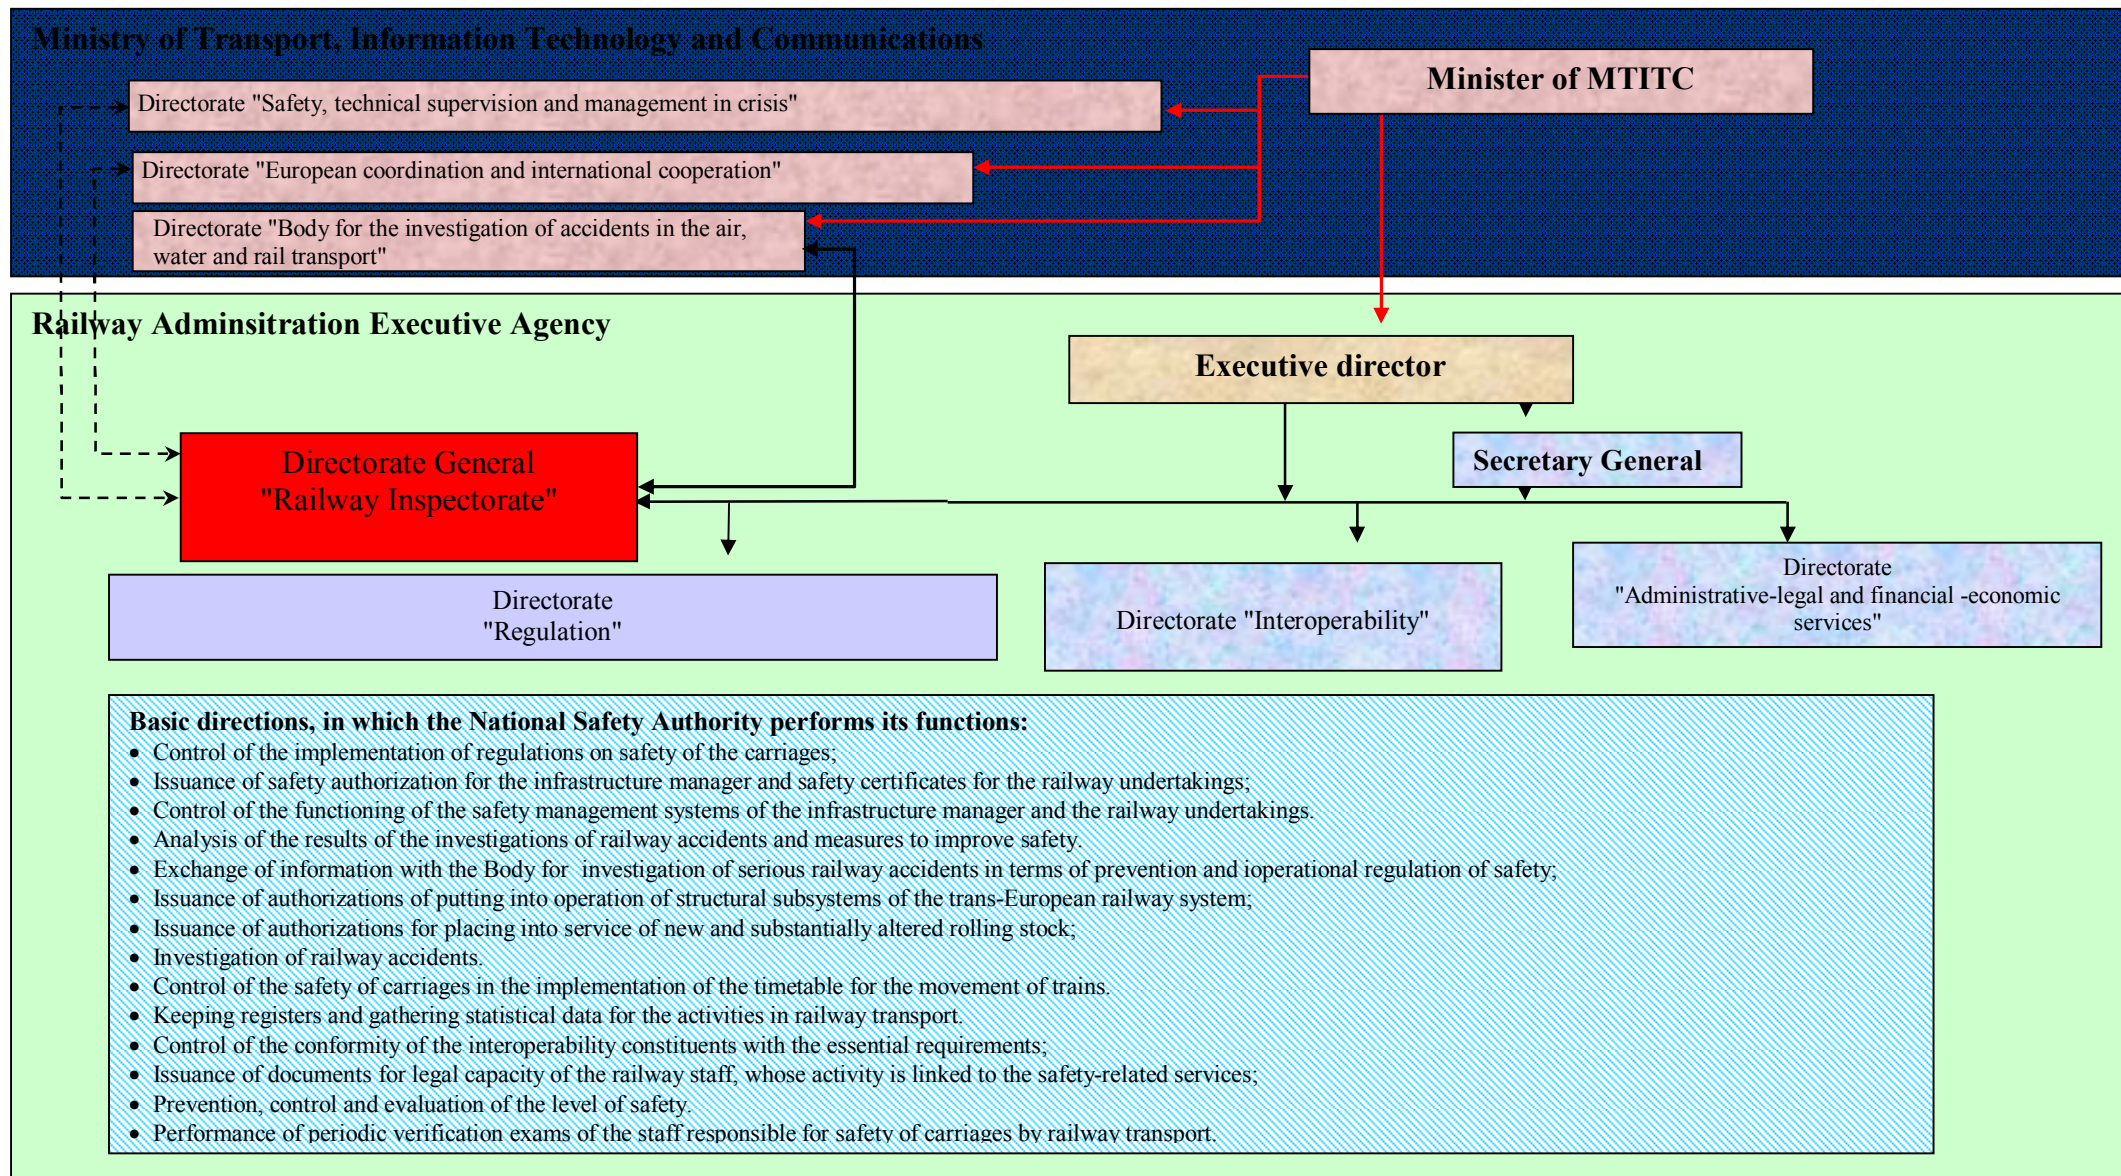 Ministry of Transport, Information Technology and Communications
Minister of MTITC
Directorate "Safety, technical supervision and management in crisis"
Directorate "European coordination and international cooperation"
Directorate "Body for the investigation of accidents in the air,
water and rail transport"
Railway Adminsitration Executive Agency
Executive director
Directorate General
"Railway Inspectorate"
Secretary General
Directorate
"Regulation"
Directorate "Interoperability"
Directorate
"Administrative-legal and financial -economic
services"
Basic directions, in which the National Safety Authority performs its functions:
• Control of the implementation of regulations on safety of the carriages;
• Issuance of safety authorization for the infrastructure manager and safety certificates for the railway undertakings;
• Control of the functioning of the safety management systems of the infrastructure manager and the railway undertakings.
• Analysis of the results of the investigations of railway accidents and measures to improve safety.
• Exchange of information with the Body for  investigation of serious railway accidents in terms of prevention and ioperational regulation of safety;
• Issuance of authorizations of putting into operation of structural subsystems of the trans-European railway system;
• Issuance of authorizations for placing into service of new and substantially altered rolling stock;
• Investigation of railway accidents.
• Control of the safety of carriages in the implementation of the timetable for the movement of trains.
• Keeping registers and gathering statistical data for the activities in railway transport.
• Control of the conformity of the interoperability constituents with the essential requirements;
• Issuance of documents for legal capacity of the railway staff, whose activity is linked to the safety-related services;
• Prevention, control and evaluation of the level of safety.
• Performance of periodic verification exams of the staff responsible for safety of carriages by railway transport.